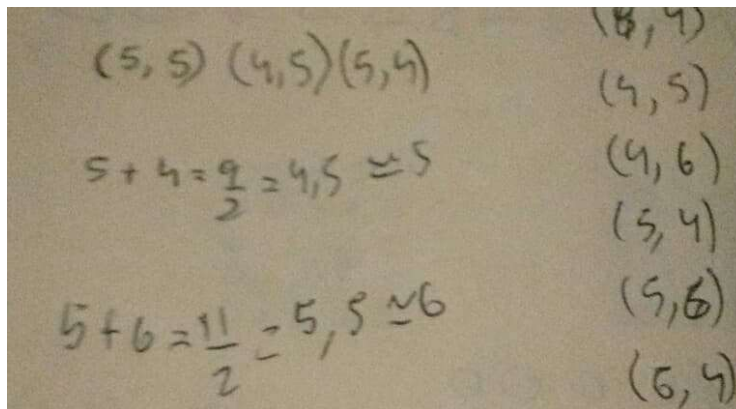 (5, 5) (4,5)(5,4)
5 + 4 = 9/2 = 4,5 ≃ 5
5 + 6 = 11/2 = 5,5 ≃ 6
(4, 5)
(4, 6)
(5, 4)
(5,6)
(6, 4)